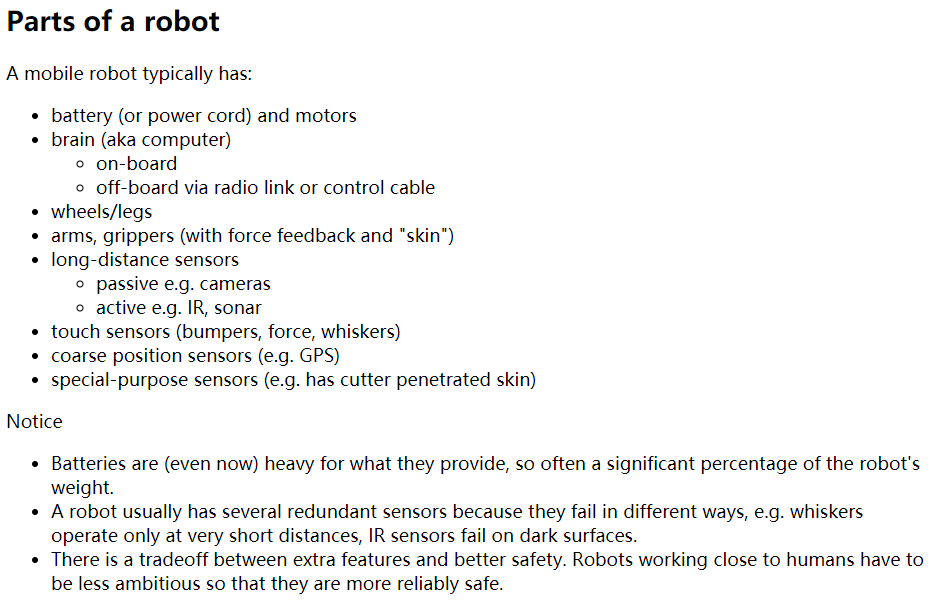 Parts of a robot
A mobile robot typically has:
battery (or power cord) and motors
brain (aka computer)
on-board
off-board via radio link or control cable
wheels/legs
arms, grippers (with force feedback and "skin")
long-distance sensors
passive e.g. cameras
active e.g. IR, sonar
touch sensors (bumpers, force, whiskers)
coarse position sensors (e.g. GPS)
special-purpose sensors (e.g. has cutter penetrated skin)
Notice
Batteries are (even now) heavy for what they provide, so often a significant percentage of the robot's
weight.
A robot usually has several redundant sensors because they fail in different ways, e.g. whiskers
operate only at very short distances, IR sensors fail on dark surfaces.
There is a tradeoff between extra features and better safety. Robots working close to humans have to
be less ambitious so that they are more reliably safe.